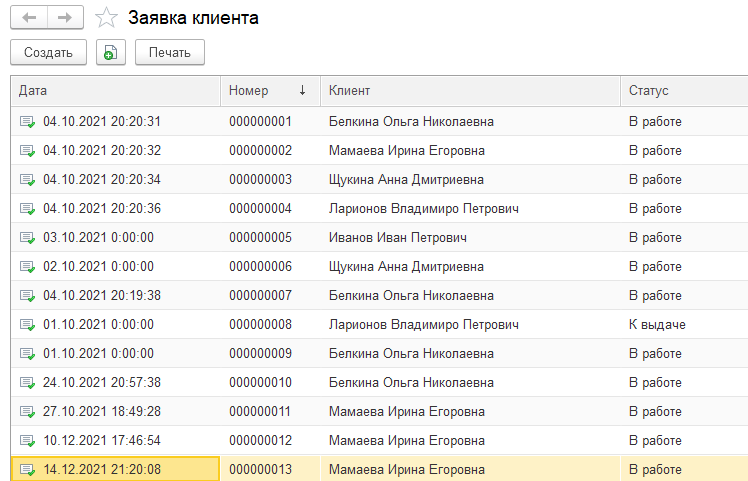 Заявка клиента
Создать Печать
Дата Номер ↓ Клиент Статус
04.10.2021 20:20:31 000000001 Белкина Ольга Николаевна В работе
04.10.2021 20:20:32 000000002 Мамаева Ирина Егоровна В работе
04.10.2021 20:20:34 000000003 Щукина Анна Дмитриевна В работе
04.10.2021 20:20:36 000000004 Ларионов Владимиро Петрович В работе
03.10.2021 0:00:00 000000005 Иванов Иван Петрович В работе
02.10.2021 0:00:00 000000006 Щукина Анна Дмитриевна В работе
04.10.2021 20:19:38 000000007 Белкина Ольга Николаевна В работе
01.10.2021 0:00:00 000000008 Ларионов Владимиро Петрович К выдаче
01.10.2021 0:00:00 000000009 Белкина Ольга Николаевна В работе
24.10.2021 20:57:38 000000010 Белкина Ольга Николаевна В работе
27.10.2021 18:49:28 000000011 Мамаева Ирина Егоровна В работе
10.12.2021 17:46:54 000000012 Мамаева Ирина Егоровна В работе
14.12.2021 21:20:08 000000013 Мамаева Ирина Егоровна В работе